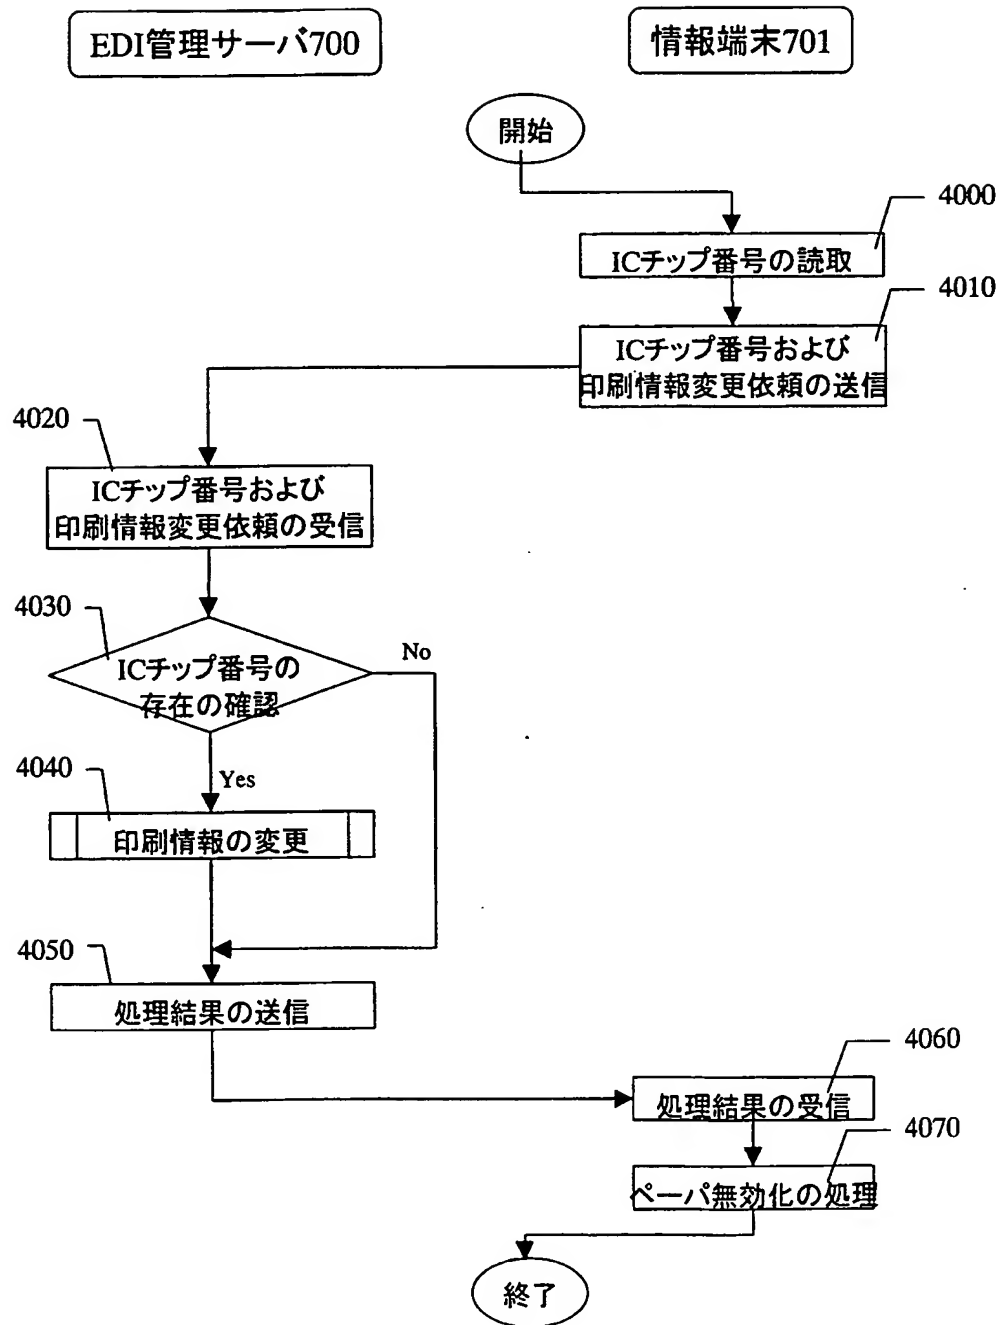 EDI管理サーバ700
情報端末701
開始
4000
ICチップ番号の読取
4010
ICチップ番号および
印刷情報変更依頼の送信
4020
ICチップ番号および
印刷情報変更依頼の受信
4030
ICチップ番号の
存在の確認
No
Yes
4040
印刷情報の変更
4050
処理結果の送信
4060
処理結果の受信
4070
ペーパ無効化の処理
終了